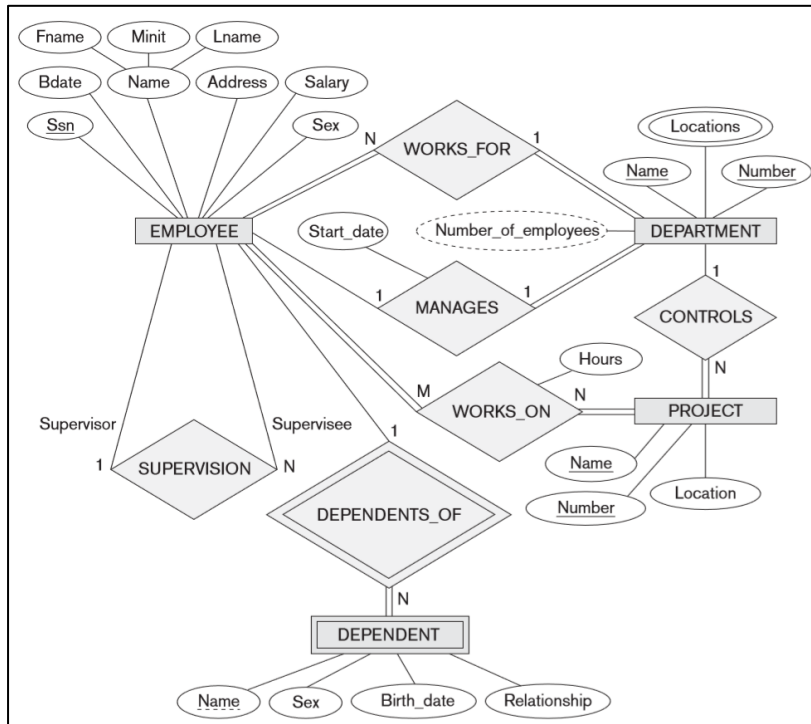 Fname Minit Lname
Bdate Name Address Salary
Ssn Sex
N WORKS_FOR 1
Locations
Name Number
EMPLOYEE Start_date Number_of_employees DEPARTMENT
1 MANAGES 1
1
CONTROLS
N
Hours
M WORKS_ON N PROJECT
Supervisor Supervisee
1 SUPERVISION N
1
Name
Number Location
DEPENDENTS_OF
N
DEPENDENT
Name Sex Birth_date Relationship